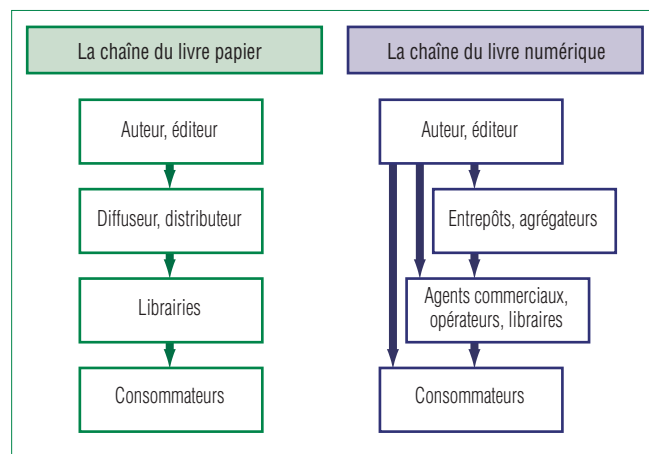 La chaîne du livre papier
Auteur, éditeur
Diffuseur, distributeur
Librairies
Consommateurs
La chaîne du livre numérique
Auteur, éditeur
Entrepôts, agrégateurs
Agents commerciaux,
opérateurs, libraires
Consommateurs